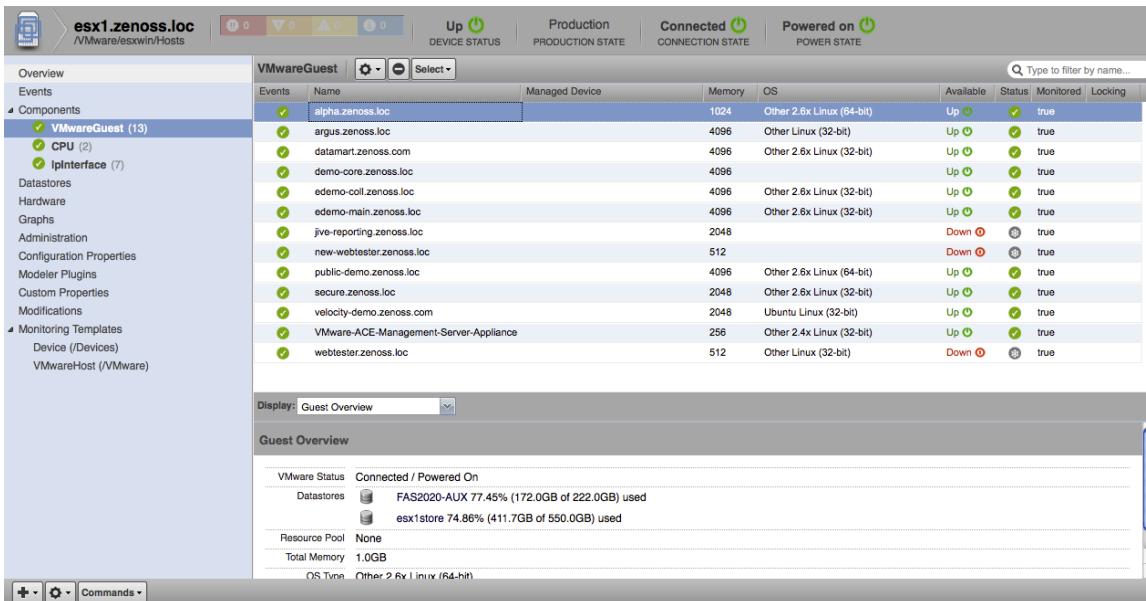 esx1.zenoss.loc
/VMware/esxwin/Hosts
0 0 0 0
Up
DEVICE STATUS
Production
PRODUCTION STATE
Connected
CONNECTION STATE
Powered on
POWER STATE
Overview
Events
Components
VMwareGuest (13)
CPU (2)
IpInterface (7)
Datastores
Hardware
Graphs
Administration
Configuration Properties
Modeler Plugins
Custom Properties
Modifications
Monitoring Templates
Device (/Devices)
VMwareHost (/VMware)
VMwareGuest Select Type to filter by name...
Events Name Managed Device Memory OS Available Status Monitored Locking
alpha.zenoss.loc 1024 Other 2.6x Linux (64-bit) Up true
argus.zenoss.loc 4096 Other Linux (32-bit) Up true
datamart.zenoss.com 4096 Other 2.6x Linux (32-bit) Up true
demo-core.zenoss.loc 4096 Up true
edemo-coll.zenoss.loc 4096 Other 2.6x Linux (32-bit) Up true
edemo-main.zenoss.loc 4096 Other 2.6x Linux (32-bit) Up true
jive-reporting.zenoss.loc 2048 Down true
new-webtester.zenoss.loc 512 Down true
public-demo.zenoss.loc 4096 Other 2.6x Linux (64-bit) Up true
secure.zenoss.loc 2048 Other 2.6x Linux (32-bit) Up true
velocity-demo.zenoss.com 2048 Ubuntu Linux (32-bit) Up true
VMware-ACE-Management-Server-Appliance 256 Other 2.4x Linux (32-bit) Up true
webtester.zenoss.loc 512 Other Linux (32-bit) Down true
Display: Guest Overview
Guest Overview
VMware Status Connected / Powered On
Datastores FAS2020-AUX 77.45% (172.0GB of 222.0GB) used
esx1store 74.86% (411.7GB of 550.0GB) used
Resource Pool None
Total Memory 1.0GB
OS Type Other 2.6x Linux (64-bit)
Commands